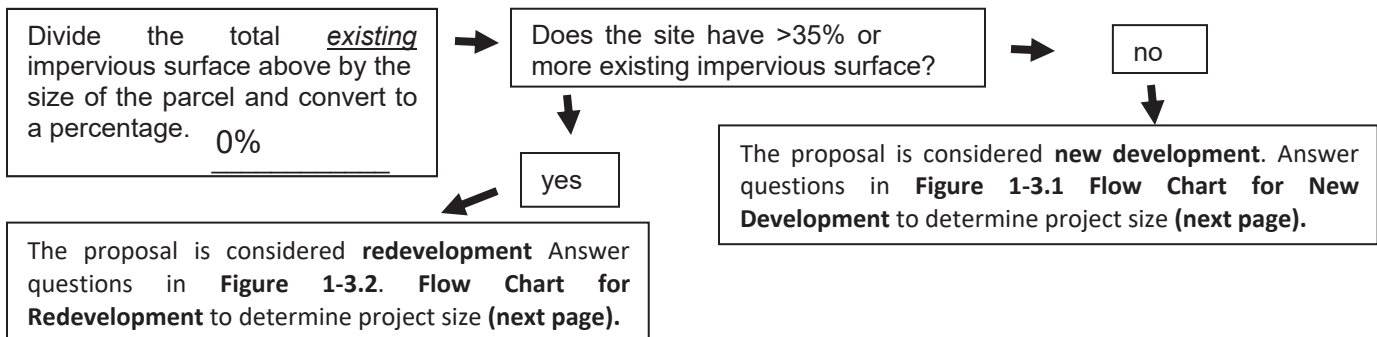 Divide the total existing
impervious surface above by the
size of the parcel and convert to
a percentage. 0%
Does the site have >35% or
more existing impervious surface?
no
yes
The proposal is considered new development. Answer
questions in Figure 1-3.1 Flow Chart for New
Development to determine project size (next page).
The proposal is considered redevelopment Answer
questions in Figure 1-3.2. Flow Chart for
Redevelopment to determine project size (next page).